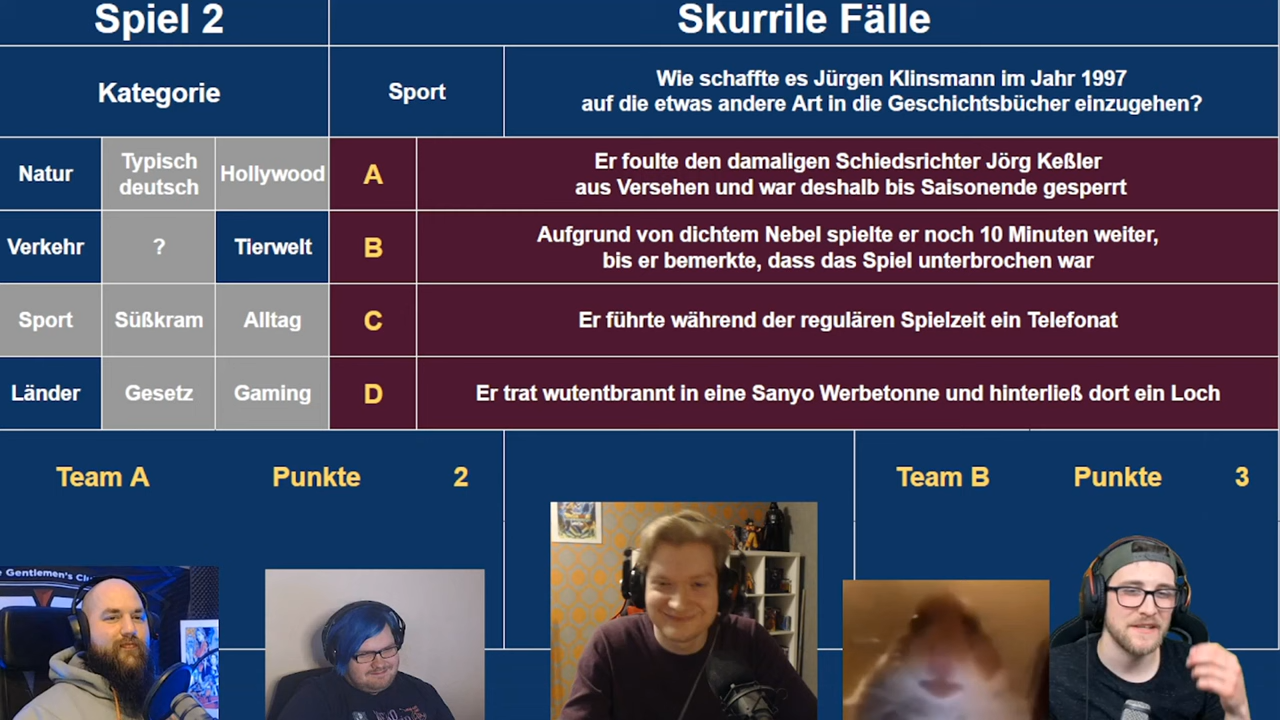 Spiel 2
Skurrile Fälle
Kategorie
Sport
Wie schaffte es Jürgen Klinsmann im Jahr 1997
auf die etwas andere Art in die Geschichtsbücher einzugehen?
Natur
Typisch
deutsch
Hollywood
A
Er foulte den damaligen Schiedsrichter Jörg Keßler
aus Versehen und war deshalb bis Saisonende gesperrt
Verkehr
?
Tierwelt
B
Aufgrund von dichtem Nebel spielte er noch 10 Minuten weiter,
bis er bemerkte, dass das Spiel unterbrochen war
Sport
Süßkram
Alltag
C
Er führte während der regulären Spielzeit ein Telefonat
Länder
Gesetz
Gaming
D
Er trat wutentbrannt in eine Sanyo Werbetonne und hinterließ dort ein Loch
Team A
Punkte
2
Team B
Punkte
3
Gentlemen's